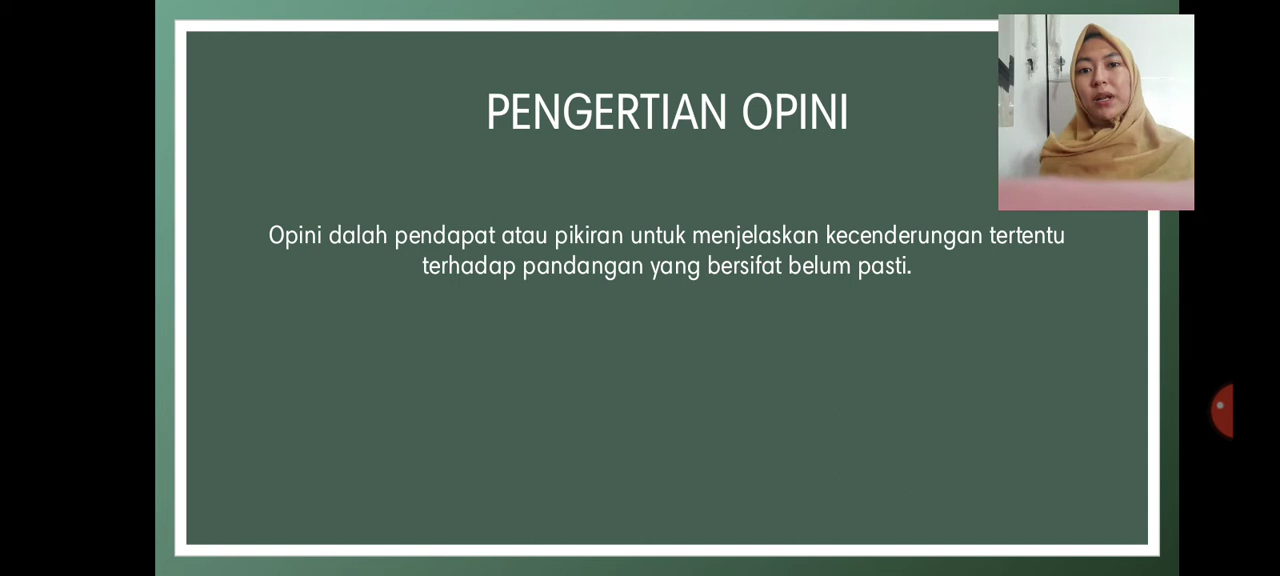 PENGERTIAN OPINI
Opini dalah pendapat atau pikiran untuk menjelaskan kecenderungan tertentu
terhadap pandangan yang bersifat belum pasti.